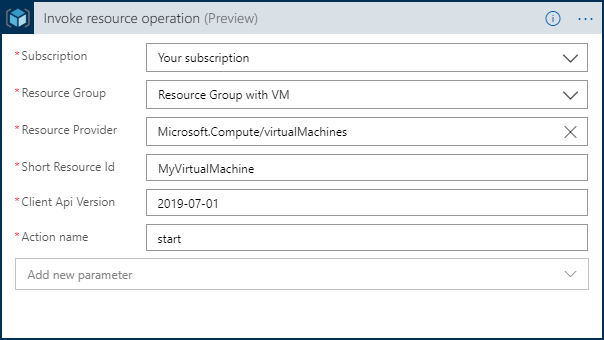 Invoke resource operation (Preview)
* Subscription Your subscription
* Resource Group Resource Group with VM
* Resource Provider Microsoft.Compute/virtualMachines
* Short Resource Id MyVirtualMachine
* Client Api Version 2019-07-01
* Action name start
Add new parameter